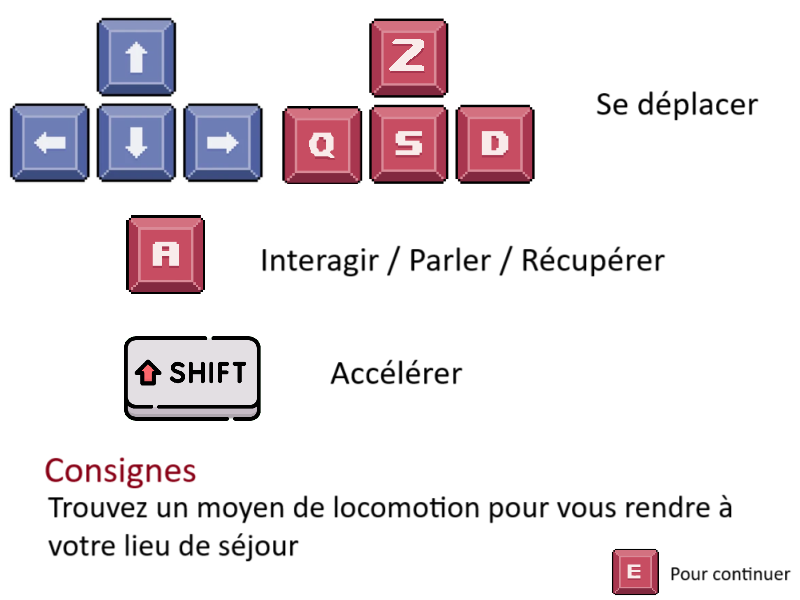 Z
Q S D
Se déplacer
A
Interagir / Parler / Récupérer
SHIFT
Accélérer
Consignes
Trouvez un moyen de locomotion pour vous rendre à
votre lieu de séjour
E
Pour continuer